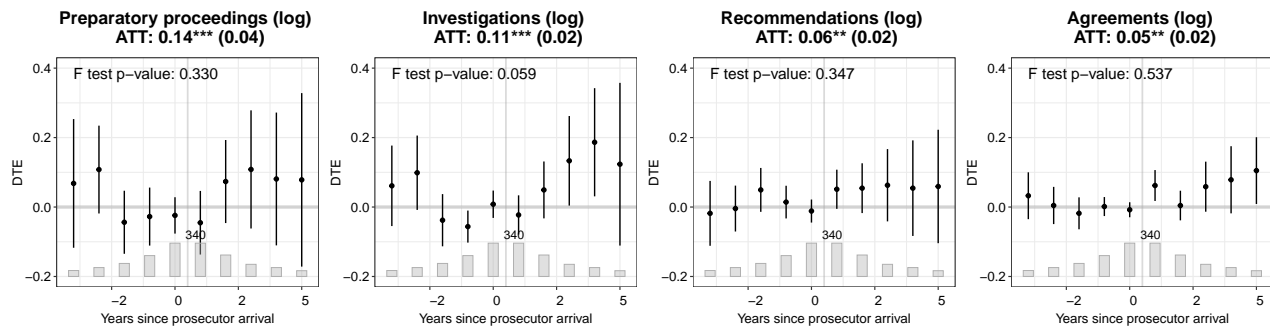 Preparatory proceedings (log)
ATT: 0.14*** (0.04)
F test p−value: 0.330
0.4
0.2
0.0
−0.2
DTE
340
−2
0
2
5
Years since prosecutor arrival
Investigations (log)
ATT: 0.11*** (0.02)
F test p−value: 0.059
0.4
0.2
0.0
−0.2
DTE
340
−2
0
2
5
Years since prosecutor arrival
Recommendations (log)
ATT: 0.06** (0.02)
F test p−value: 0.347
0.4
0.2
0.0
−0.2
DTE
340
−2
0
2
5
Years since prosecutor arrival
Agreements (log)
ATT: 0.05** (0.02)
F test p−value: 0.537
0.4
0.2
0.0
−0.2
DTE
340
−2
0
2
5
Years since prosecutor arrival